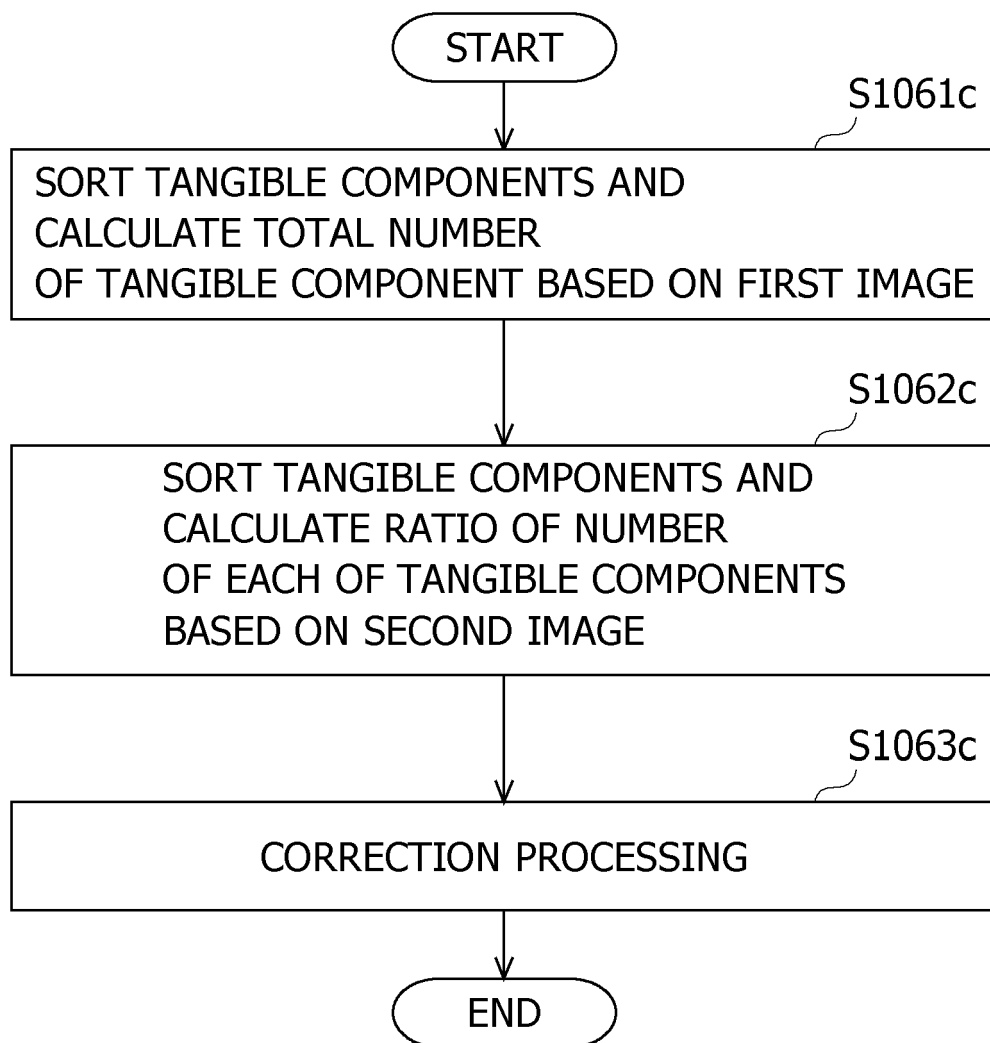 START
S1061c
SORT TANGIBLE COMPONENTS AND
CALCULATE TOTAL NUMBER
OF TANGIBLE COMPONENT BASED ON FIRST IMAGE
S1062c
SORT TANGIBLE COMPONENTS AND
CALCULATE RATIO OF NUMBER
OF EACH OF TANGIBLE COMPONENTS
BASED ON SECOND IMAGE
S1063c
CORRECTION PROCESSING
END